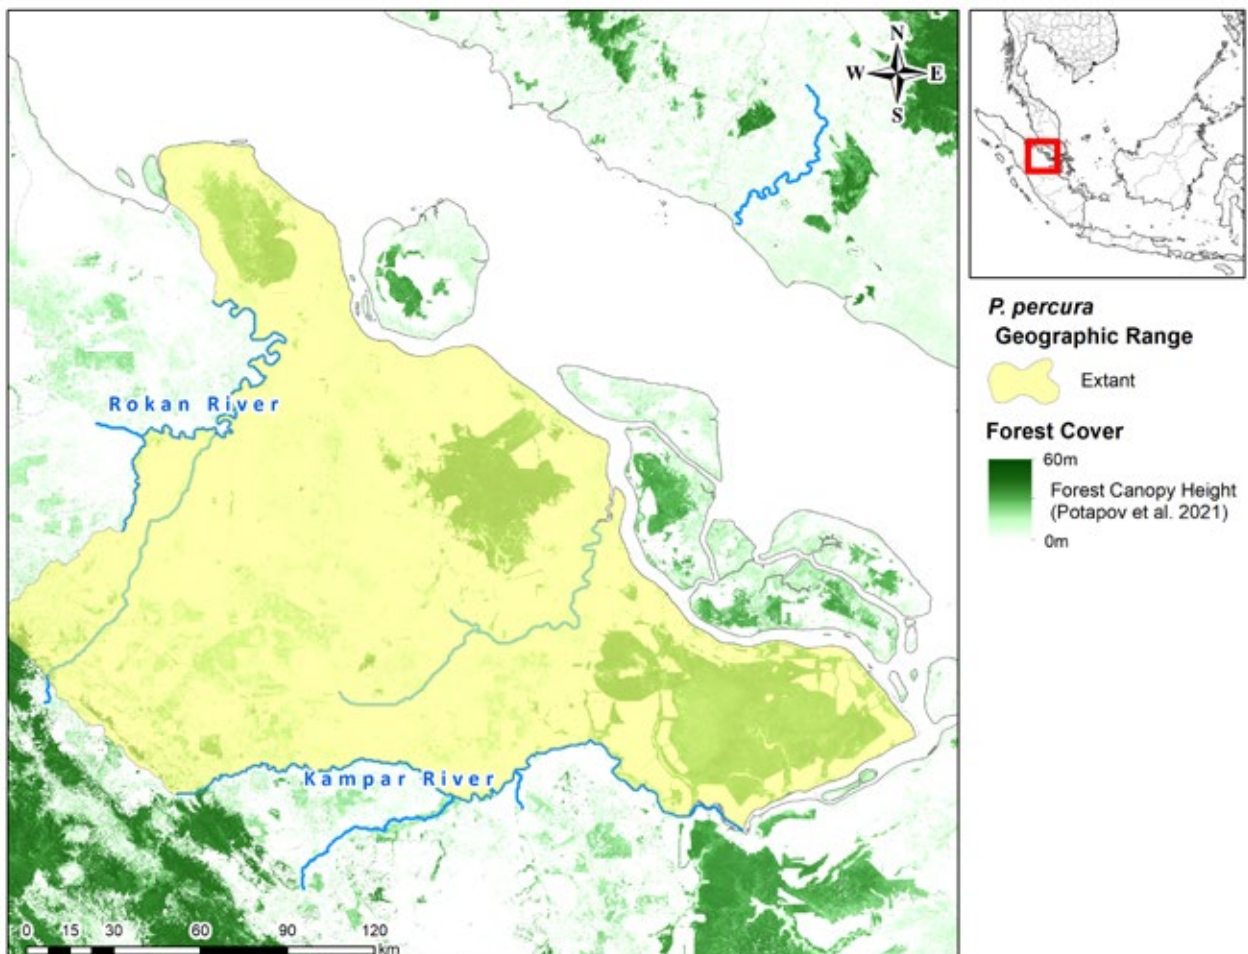 N
W E
S
Rokan River
Kampar River
0 15 30 60 90 120
km
P. percura
Geographic Range
Extant
Forest Cover
60m
Forest Canopy Height
(Potapov et al. 2021)
0m